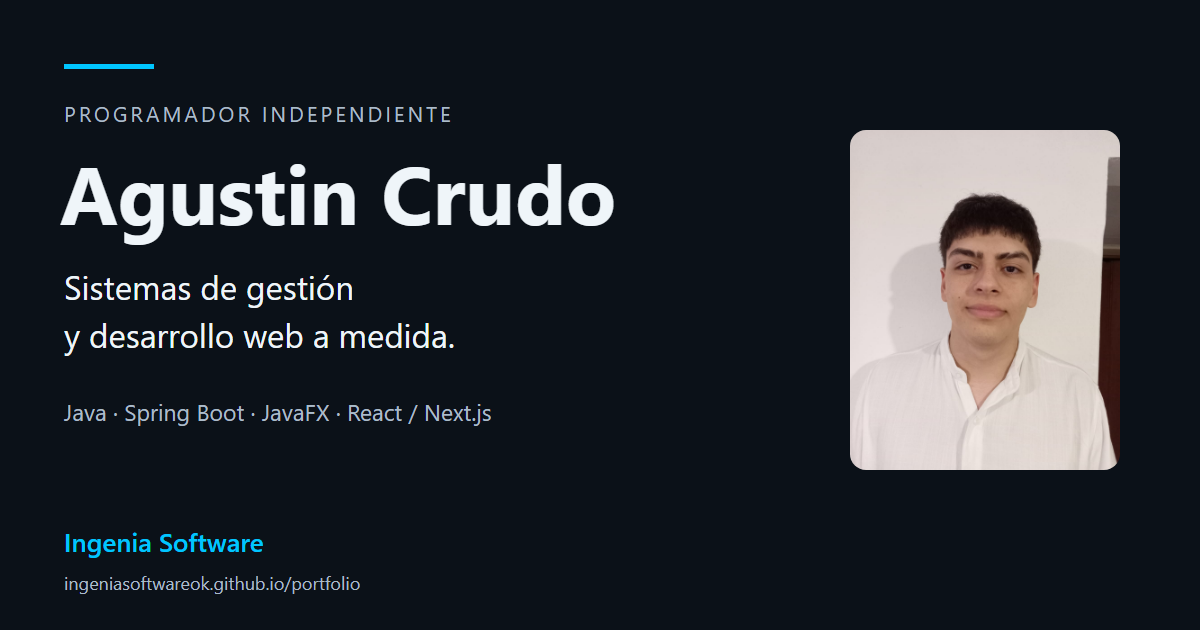 PROGRAMADOR INDEPENDIENTE
Agustin Crudo
Sistemas de gestión
y desarrollo web a medida.
Java · Spring Boot · JavaFX · React / Next.js
Ingenia Software
ingeniasoftwareok.github.io/portfolio